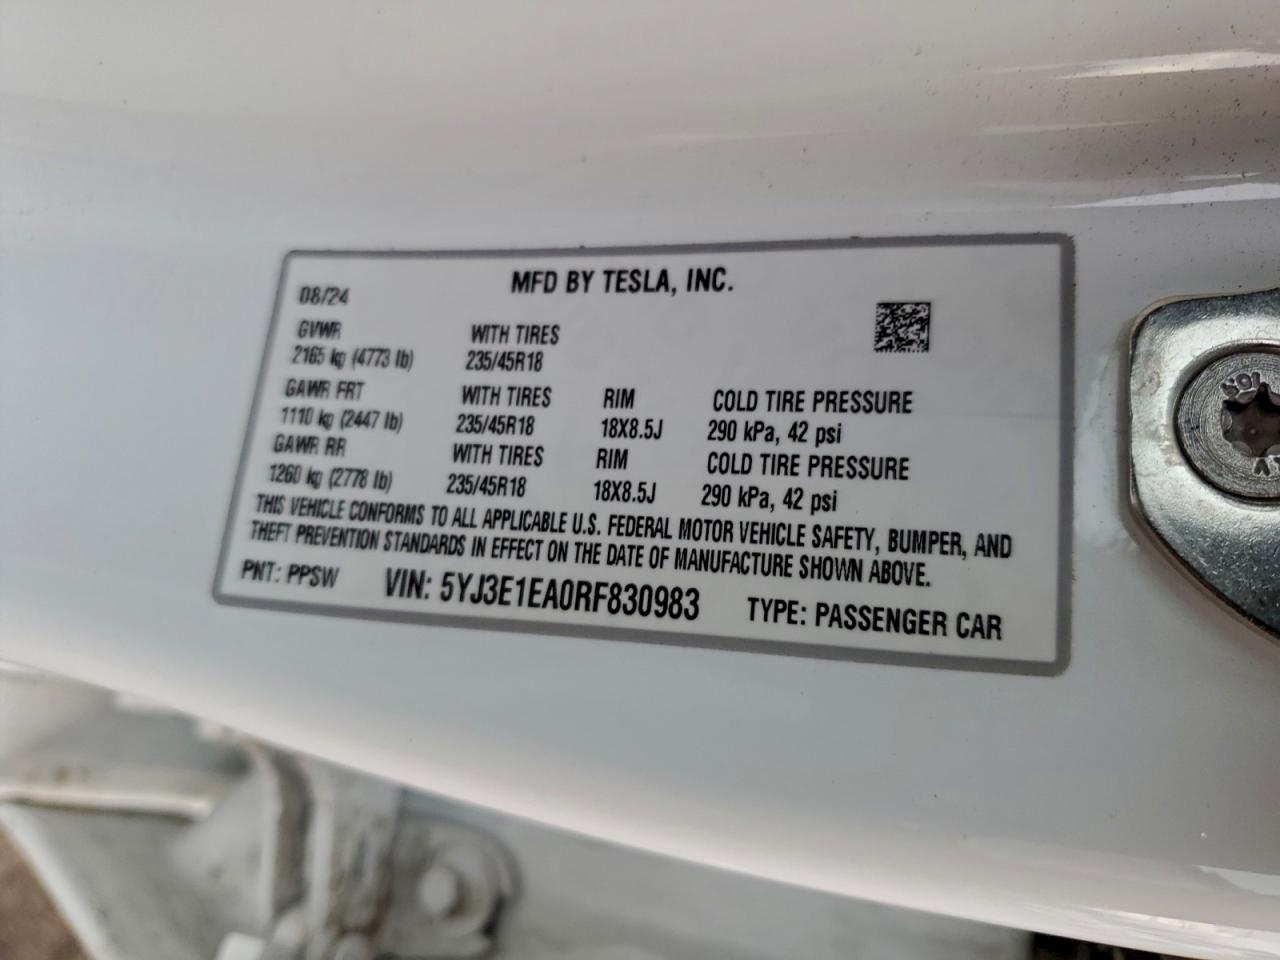 MFD BY TESLA, INC.
08/24
GVWR WITH TIRES
2165 kg (4773 lb) 235/45R18
GAWR FRT WITH TIRES RIM COLD TIRE PRESSURE
1110 kg (2447 lb) 235/45R18 18X8.5J 290 kPa, 42 psi
GAWR RR WITH TIRES RIM COLD TIRE PRESSURE
1260 kg (2778 lb) 235/45R18 18X8.5J 290 kPa, 42 psi
THIS VEHICLE CONFORMS TO ALL APPLICABLE U.S. FEDERAL MOTOR VEHICLE SAFETY, BUMPER, AND
THEFT PREVENTION STANDARDS IN EFFECT ON THE DATE OF MANUFACTURE SHOWN ABOVE.
PNT: PPSW VIN: 5YJ3E1EA0RF830983 TYPE: PASSENGER CAR